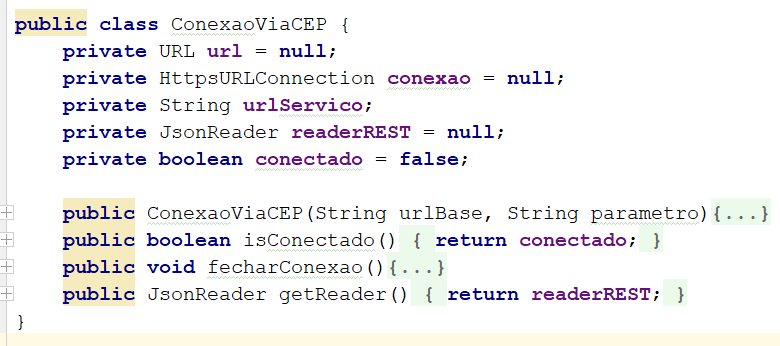 public class ConexaoViaCEP {
    private URL url = null;
    private HttpsURLConnection conexao = null;
    private String urlServico;
    private JsonReader readerREST = null;
    private boolean conectado = false;

    public ConexaoViaCEP(String urlBase, String parametro){...}
    public boolean isConectado() { return conectado; }
    public void fecharConexao(){...}
    public JsonReader getReader() { return readerREST; }
}